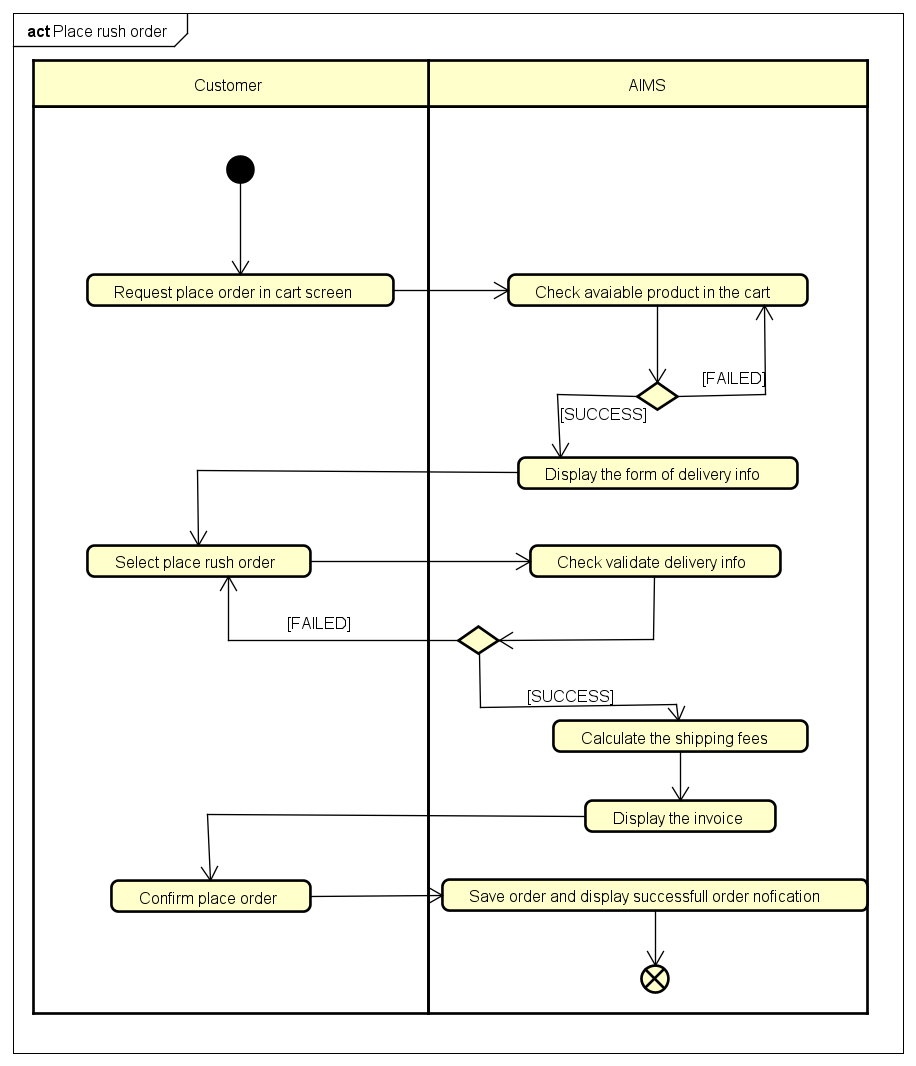 act Place rush order
Customer
AIMS
Request place order in cart screen
Check avaiable product in the cart
[FAILED]
[SUCCESS]
Display the form of delivery info
Select place rush order
Check validate delivery info
[FAILED]
[SUCCESS]
Calculate the shipping fees
Display the invoice
Confirm place order
Save order and display successfull order nofication